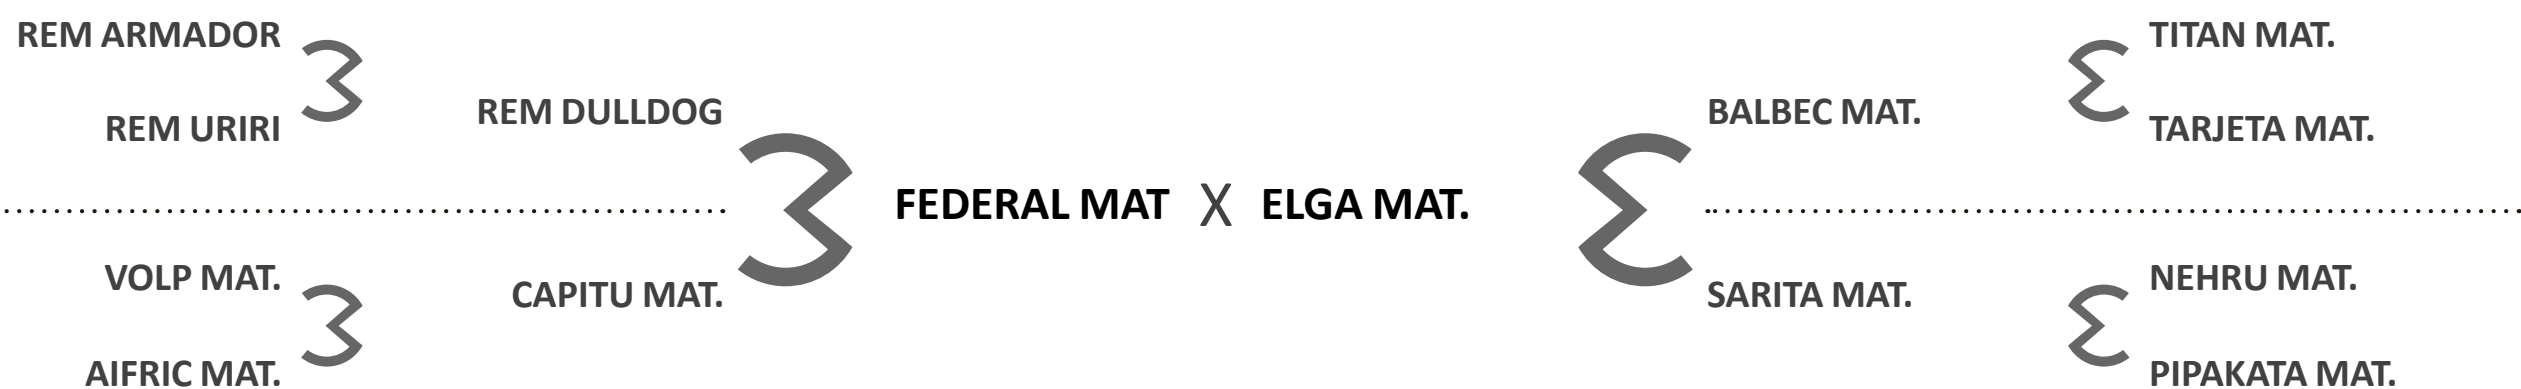 REM ARMADOR
TITAN MAT.
REM DULLDOG
BALBEC MAT.
REM URIRI
TARJETA MAT.
FEDERAL MAT X ELGA MAT.
VOLP MAT.
NEHRU MAT.
CAPITU MAT.
SARITA MAT.
AIFRIC MAT.
PIPAKATA MAT.